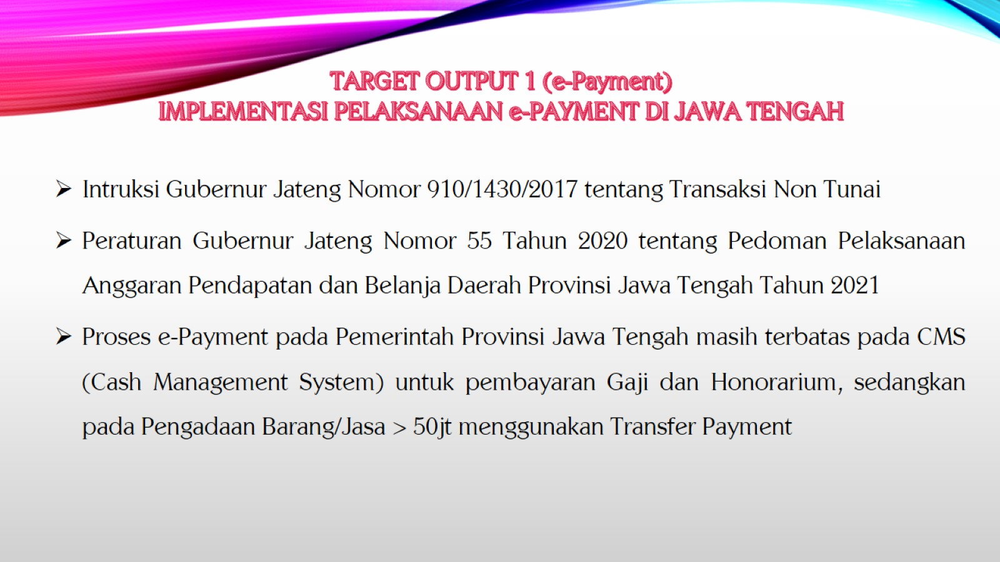 TARGET OUTPUT 1 (e-Payment)
IMPLEMENTASI PELAKSANAAN e-PAYMENT DI JAWA TENGAH
➢ Intruksi Gubernur Jateng Nomor 910/1430/2017 tentang Transaksi Non Tunai
➢ Peraturan Gubernur Jateng Nomor 55 Tahun 2020 tentang Pedoman Pelaksanaan
Anggaran Pendapatan dan Belanja Daerah Provinsi Jawa Tengah Tahun 2021
➢ Proses e-Payment pada Pemerintah Provinsi Jawa Tengah masih terbatas pada CMS
(Cash Management System) untuk pembayaran Gaji dan Honorarium, sedangkan
pada Pengadaan Barang/Jasa > 50jt menggunakan Transfer Payment